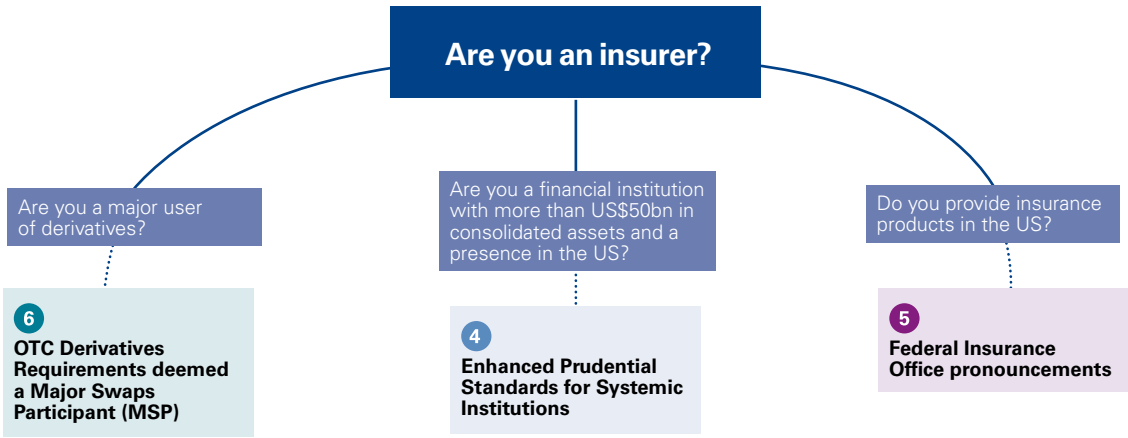 Are you an insurer?
Are you a major user
of derivatives?
Are you a financial institution
with more than US$50bn in
consolidated assets and a
presence in the US?
Do you provide insurance
products in the US?
6
OTC Derivatives
Requirements deemed
a Major Swaps
Participant (MSP)
4
Enhanced Prudential
Standards for Systemic
Institutions
5
Federal Insurance
Office pronouncements